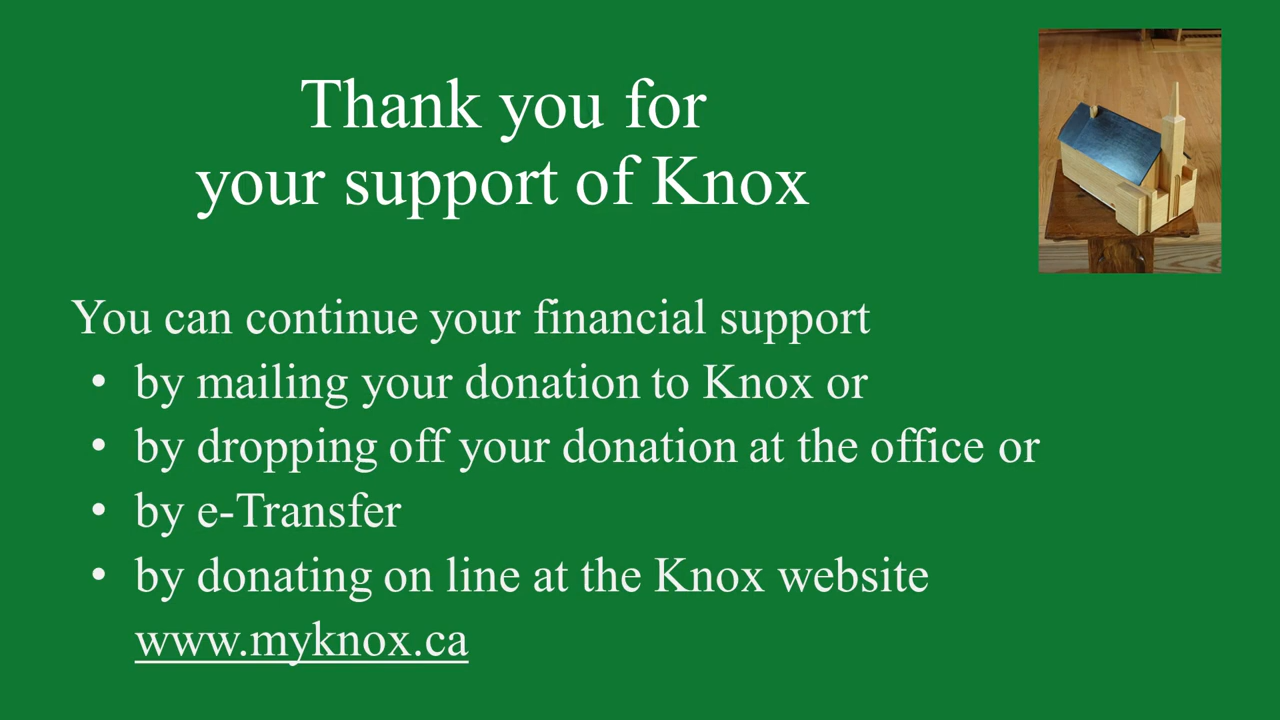 Thank you for
your support of Knox
You can continue your financial support
• by mailing your donation to Knox or
• by dropping off your donation at the office or
• by e-Transfer
• by donating on line at the Knox website
www.myknox.ca